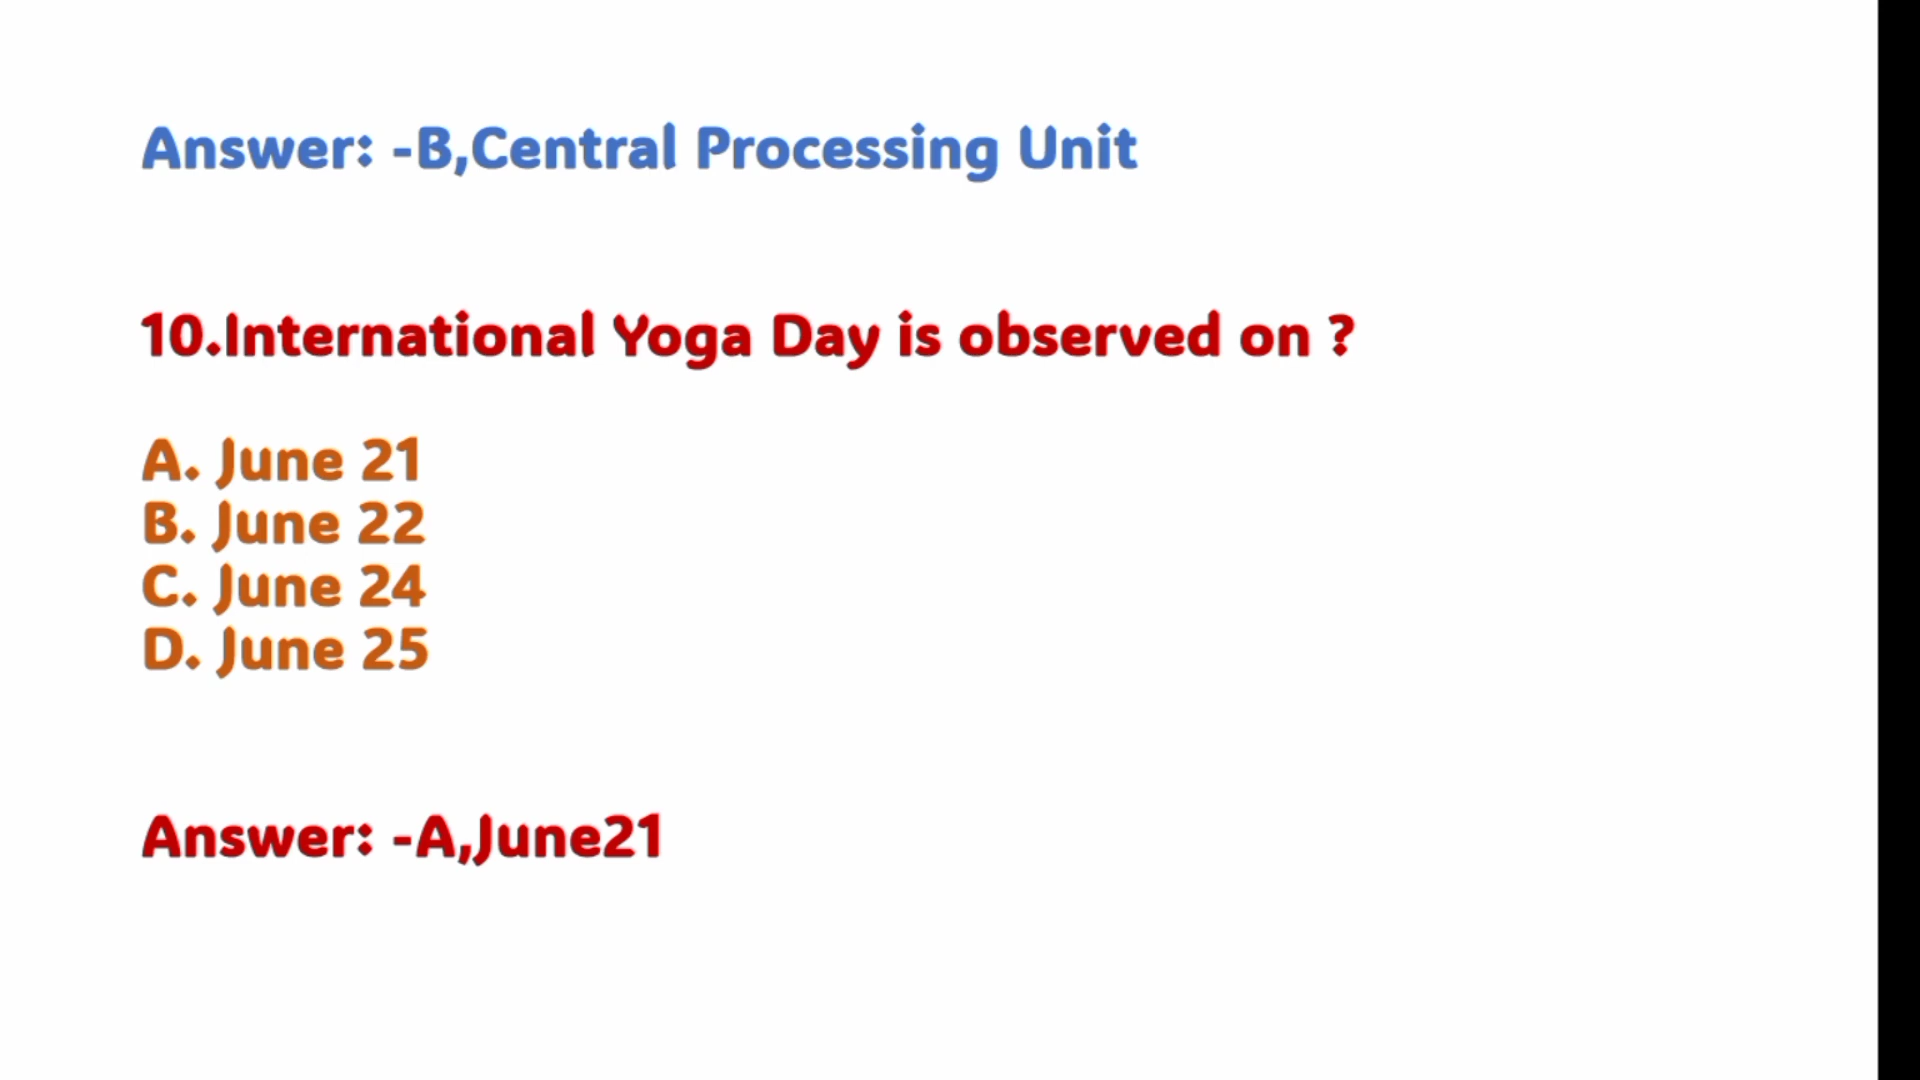 Answer: -B,Central Processing Unit
10.International Yoga Day is observed on ?
A. June 21
B. June 22
C. June 24
D. June 25
Answer: -A,June21